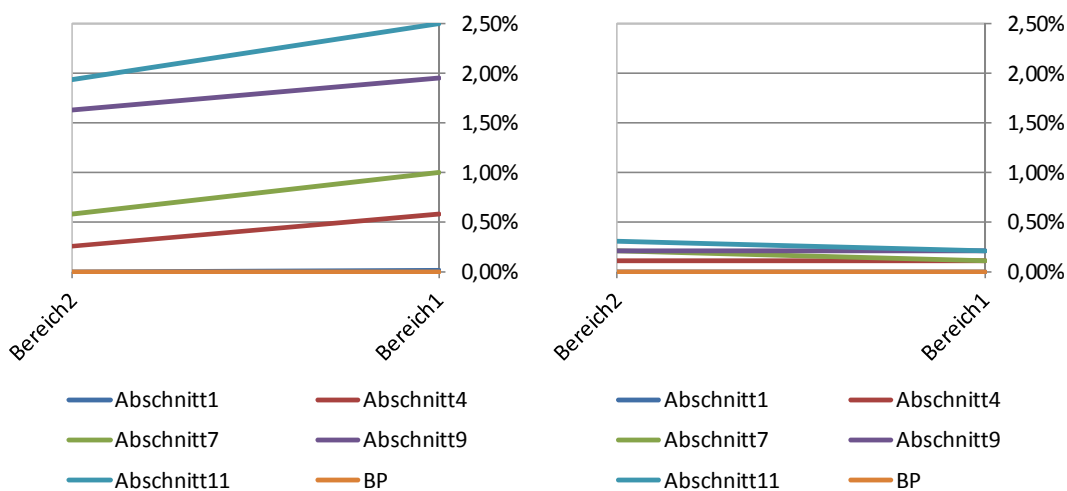 2,50%
2,00%
1,50%
1,00%
0,50%
0,00%
Bereich2
Bereich1
Abschnitt1
Abschnitt4
Abschnitt7
Abschnitt9
Abschnitt11
BP
2,50%
2,00%
1,50%
1,00%
0,50%
0,00%
Bereich2
Bereich1
Abschnitt1
Abschnitt4
Abschnitt7
Abschnitt9
Abschnitt11
BP